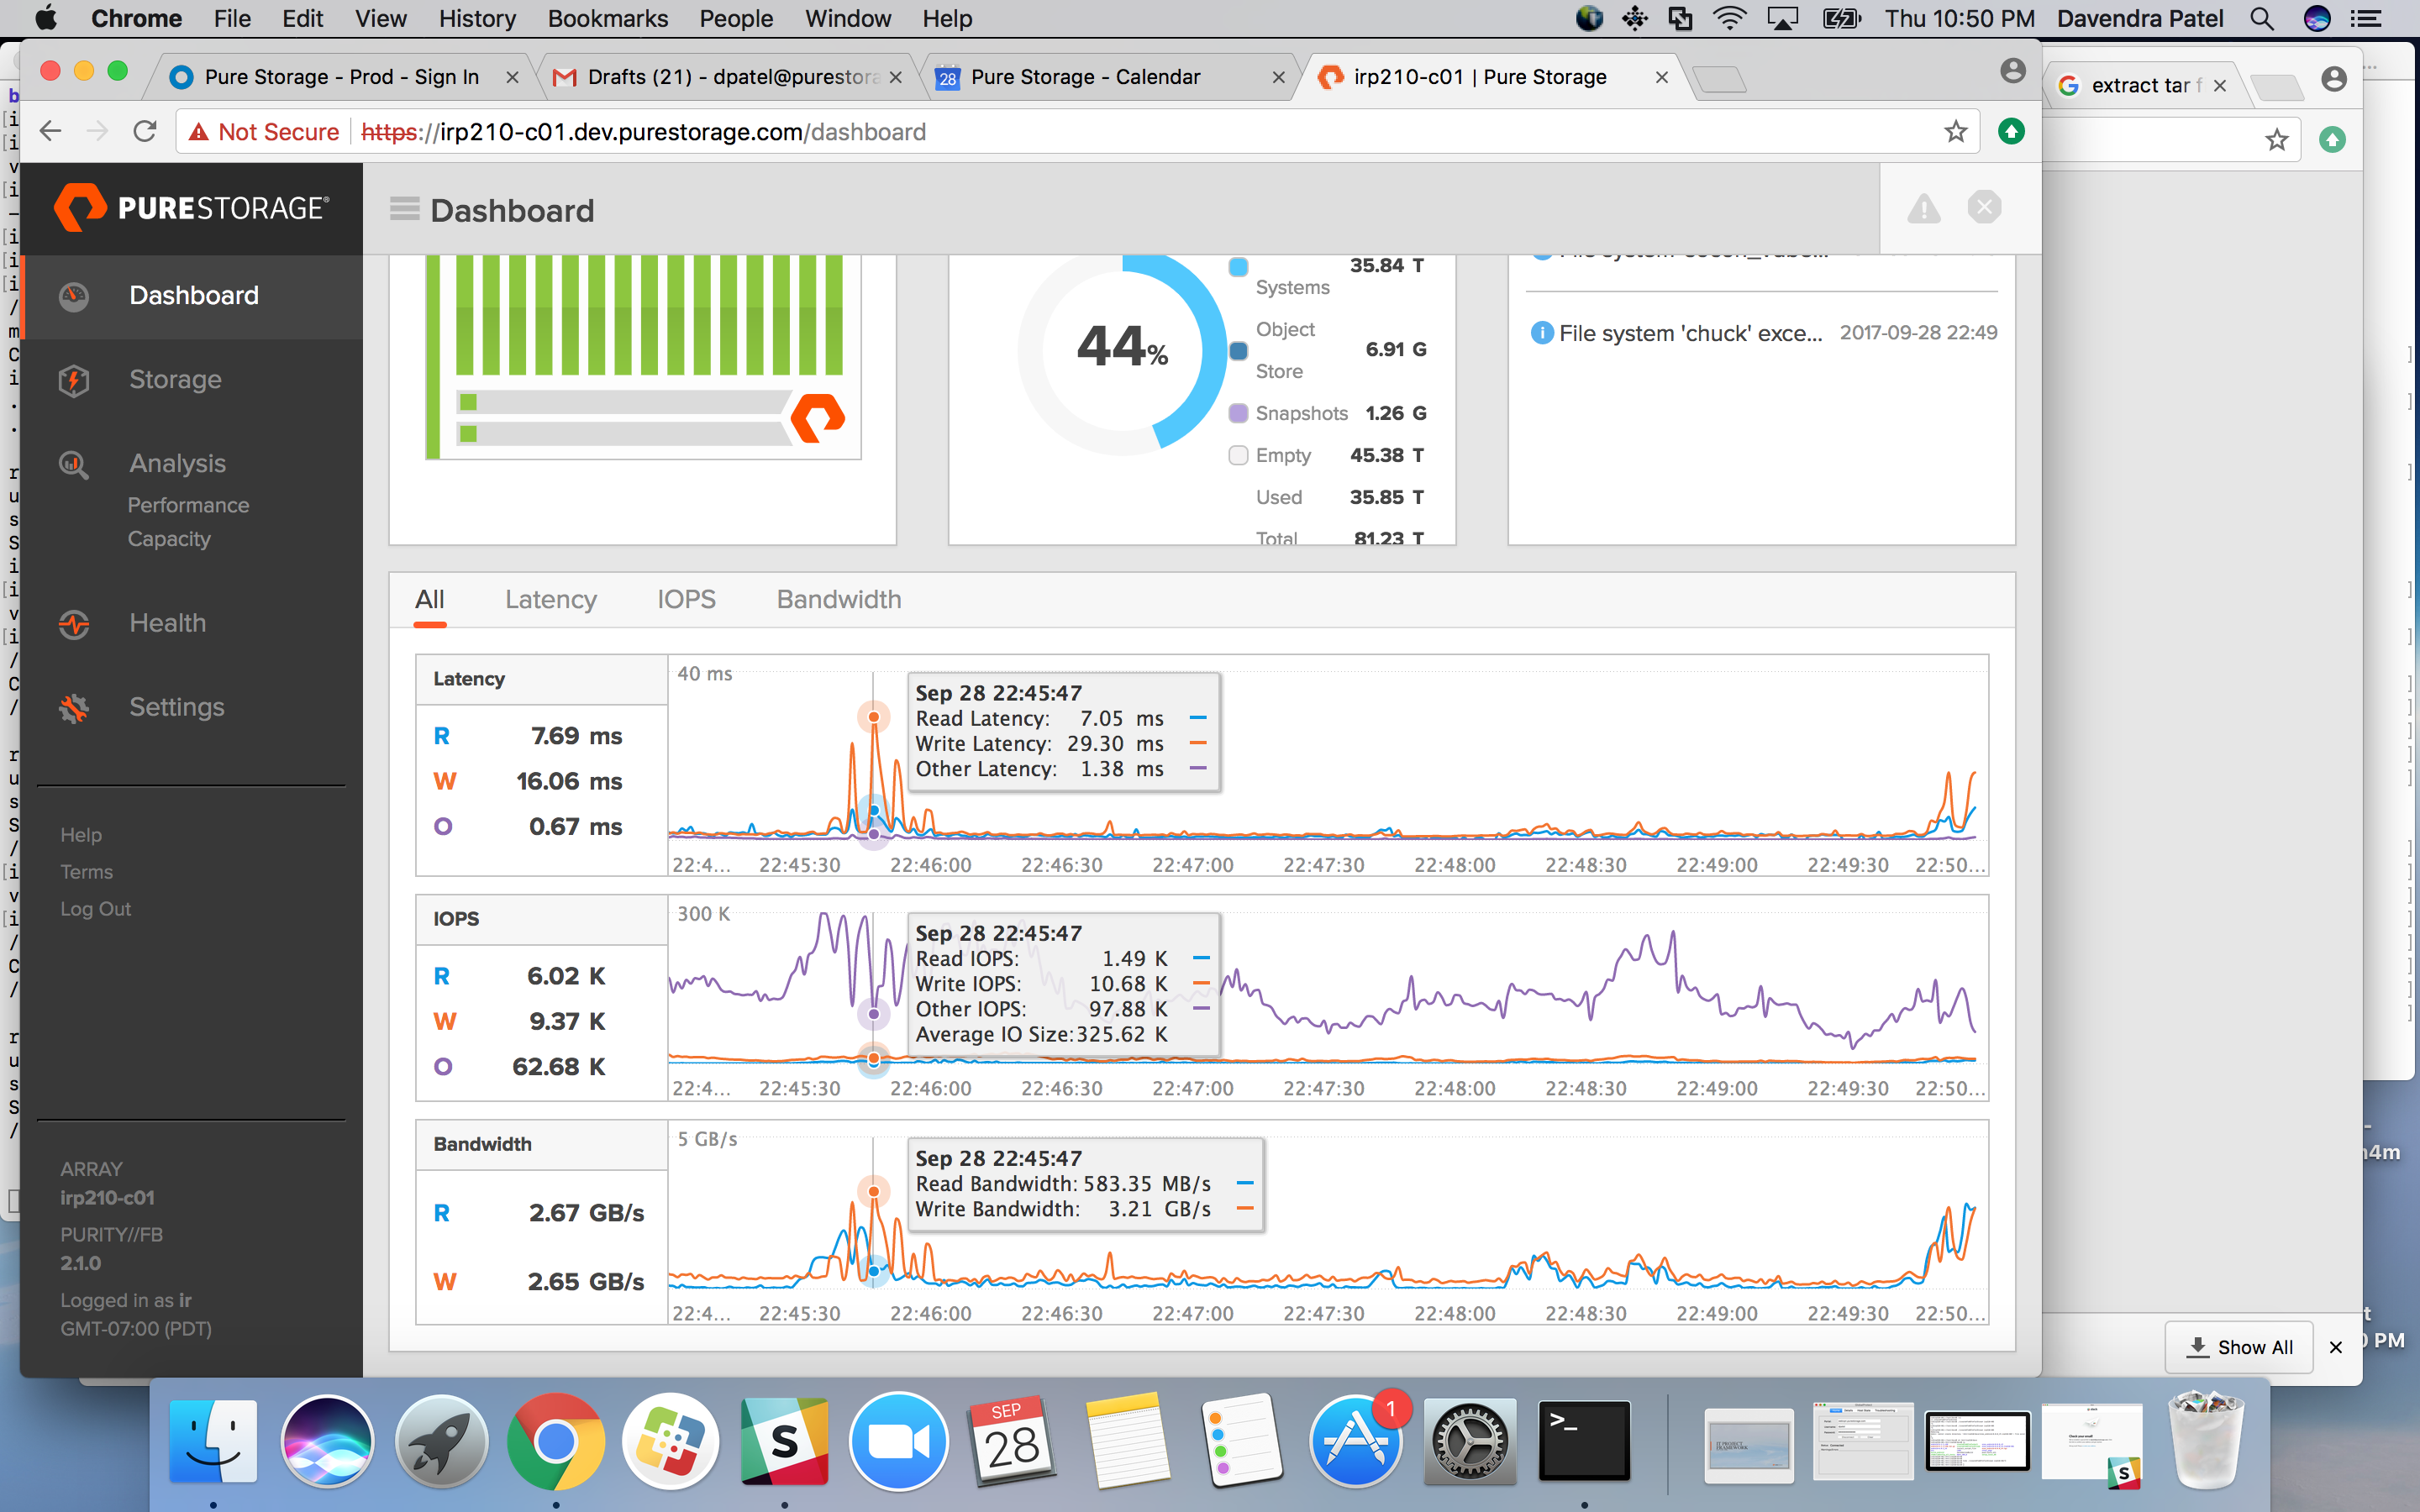 Chrome File Edit View History Bookmarks People Window Help Thu 10:50 PM Davendra Patel
Pure Storage - Prod - Sign In
Drafts (21) - dpatel@purestora
28 Pure Storage - Calendar
irp210-c01 | Pure Storage
extract tar f
Not Secure https://irp210-c01.dev.purestorage.com/dashboard
PURESTORAGE®
Dashboard
Dashboard
Storage
Analysis
Performance
Capacity
Health
Settings
Help
Terms
Log Out
ARRAY
irp210-c01
PURITY//FB
2.1.0
Logged in as ir
GMT-07:00 (PDT)
44%
Systems 35.84 T
Object Store 6.91 G
Snapshots 1.26 G
Empty 45.38 T
Used 35.85 T
Total 81.23 T
File system 'chuck' exce... 2017-09-28 22:49
All Latency IOPS Bandwidth
Latency
R 7.69 ms
W 16.06 ms
O 0.67 ms
40 ms
Sep 28 22:45:47
Read Latency: 7.05 ms
Write Latency: 29.30 ms
Other Latency: 1.38 ms
22:4... 22:45:30 22:46:00 22:46:30 22:47:00 22:47:30 22:48:00 22:48:30 22:49:00 22:49:30 22:50...
IOPS
R 6.02 K
W 9.37 K
O 62.68 K
300 K
Sep 28 22:45:47
Read IOPS: 1.49 K
Write IOPS: 10.68 K
Other IOPS: 97.88 K
Average IO Size: 325.62 K
22:4... 22:45:30 22:46:00 22:46:30 22:47:00 22:47:30 22:48:00 22:48:30 22:49:00 22:49:30 22:50...
Bandwidth
R 2.67 GB/s
W 2.65 GB/s
5 GB/s
Sep 28 22:45:47
Read Bandwidth: 583.35 MB/s
Write Bandwidth: 3.21 GB/s
22:4... 22:45:30 22:46:00 22:46:30 22:47:00 22:47:30 22:48:00 22:48:30 22:49:00 22:49:30 22:50...
Show All
PM
SEP
28
1